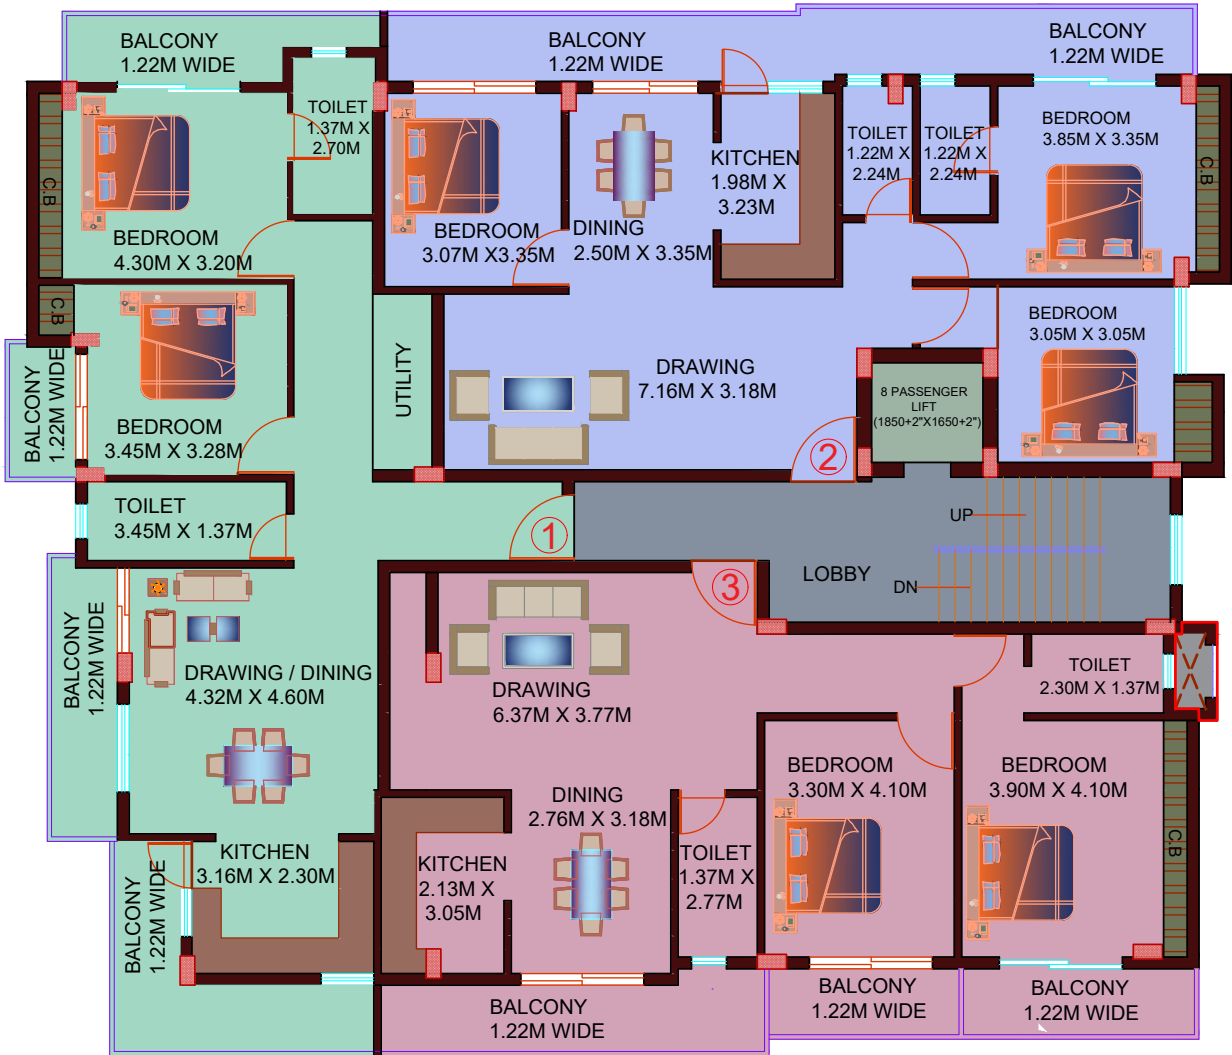 BALCONY
1.22M WIDE
BALCONY
1.22M WIDE
BALCONY
1.22M WIDE
TOILET
1.37M X
2.70M
C.B
BEDROOM
4.30M X 3.20M
BEDROOM
3.07M X3.35M
DINING
2.50M X 3.35M
KITCHEN
1.98M X
3.23M
TOILET
1.22M X
2.24M
TOILET
1.22M X
2.24M
BEDROOM
3.85M X 3.35M
C.B
C.B
BALCONY
1.22M WIDE
BEDROOM
3.45M X 3.28M
UTILITY
DRAWING
7.16M X 3.18M
8 PASSENGER
LIFT
(1850+2"X1650+2")
BEDROOM
3.05M X 3.05M
2
TOILET
3.45M X 1.37M
1
UP
LOBBY
DN
3
BALCONY
1.22M WIDE
DRAWING / DINING
4.32M X 4.60M
DRAWING
6.37M X 3.77M
TOILET
2.30M X 1.37M
BEDROOM
3.30M X 4.10M
BEDROOM
3.90M X 4.10M
C.B
DINING
2.76M X 3.18M
KITCHEN
3.16M X 2.30M
KITCHEN
2.13M X
3.05M
TOILET
1.37M X
2.77M
BALCONY
1.22M WIDE
BALCONY
1.22M WIDE
BALCONY
1.22M WIDE
BALCONY
1.22M WIDE